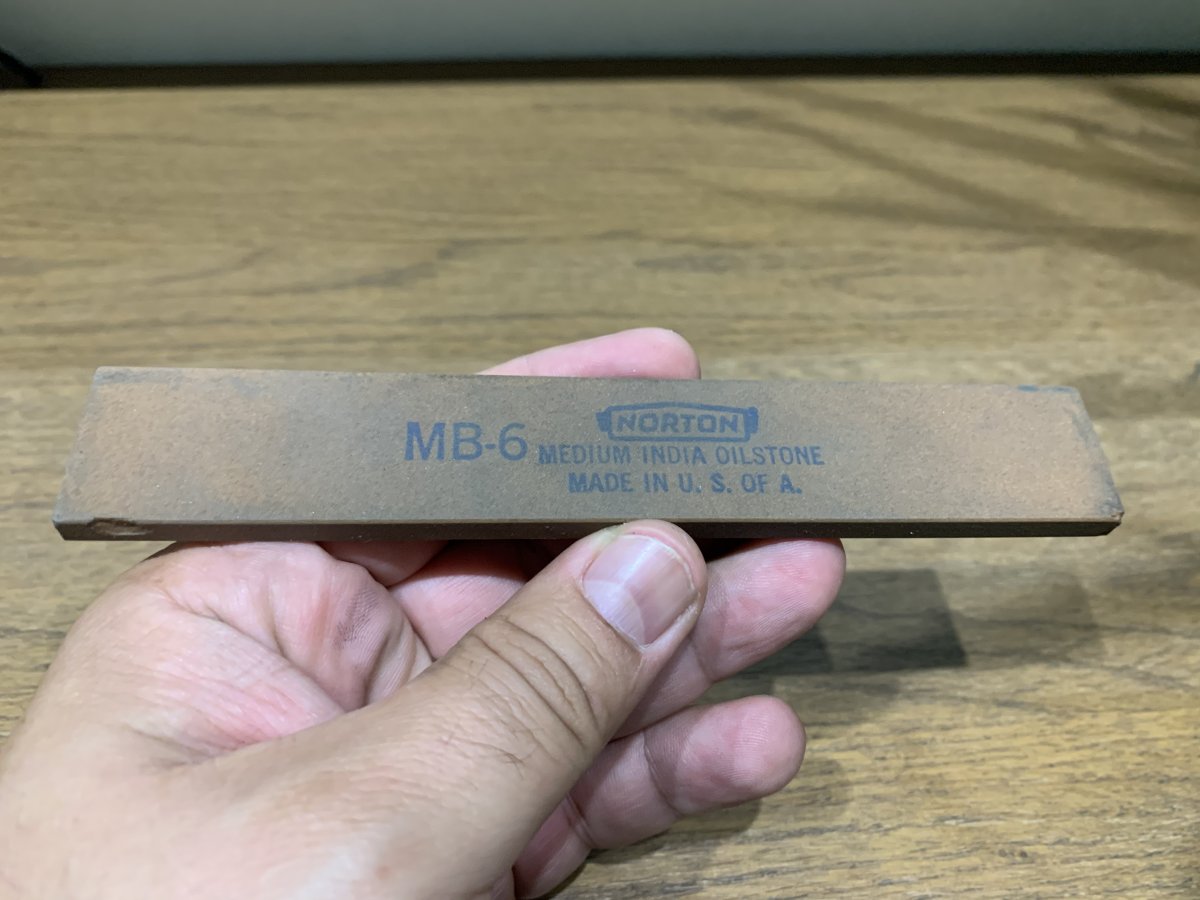 MB-6
NORTON
MEDIUM INDIA OILSTONE
MADE IN U. S. OF A.